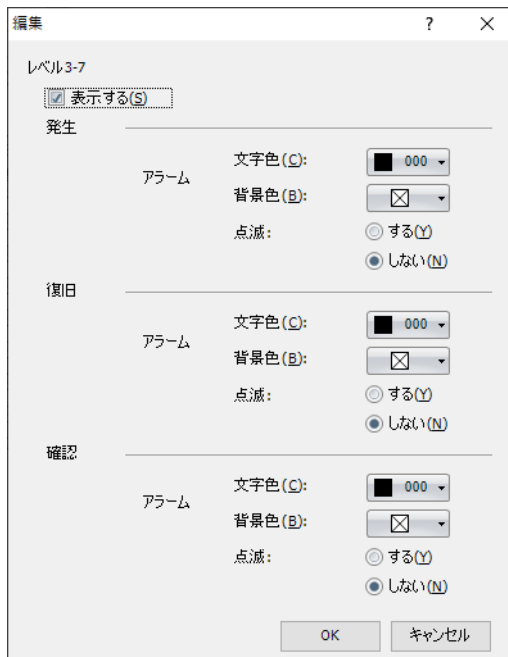 編集 ?
レベル3-7
表示する(S)
発生
アラーム
文字色(C): 000
背景色(B):
点滅:
する(Y)
しない(N)
復旧
アラーム
文字色(C): 000
背景色(B):
点滅:
する(Y)
しない(N)
確認
アラーム
文字色(C): 000
背景色(B):
点滅:
する(Y)
しない(N)
OK キャンセル